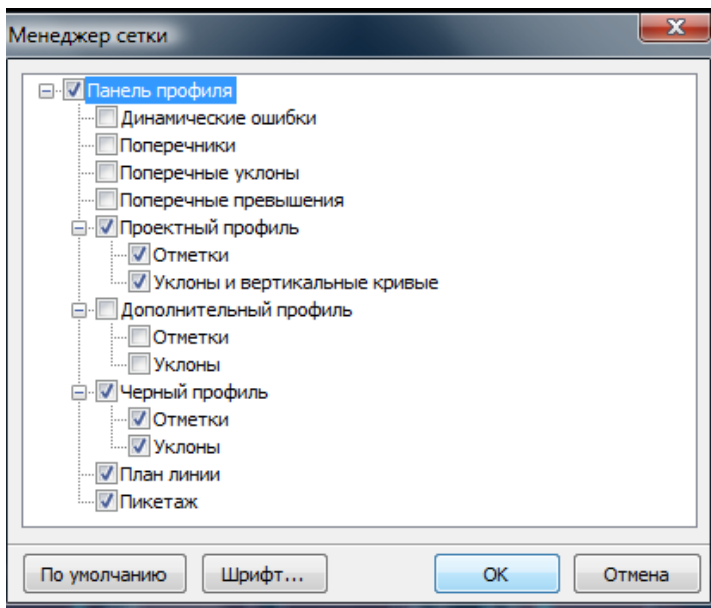 Менеджер сетки
Панель профиля
Динамические ошибки
Поперечники
Поперечные уклоны
Поперечные превышения
Проектный профиль
Отметки
Уклоны и вертикальные кривые
Дополнительный профиль
Отметки
Уклоны
Черный профиль
Отметки
Уклоны
План линии
Пикетаж
По умолчанию Шрифт... ОК Отмена